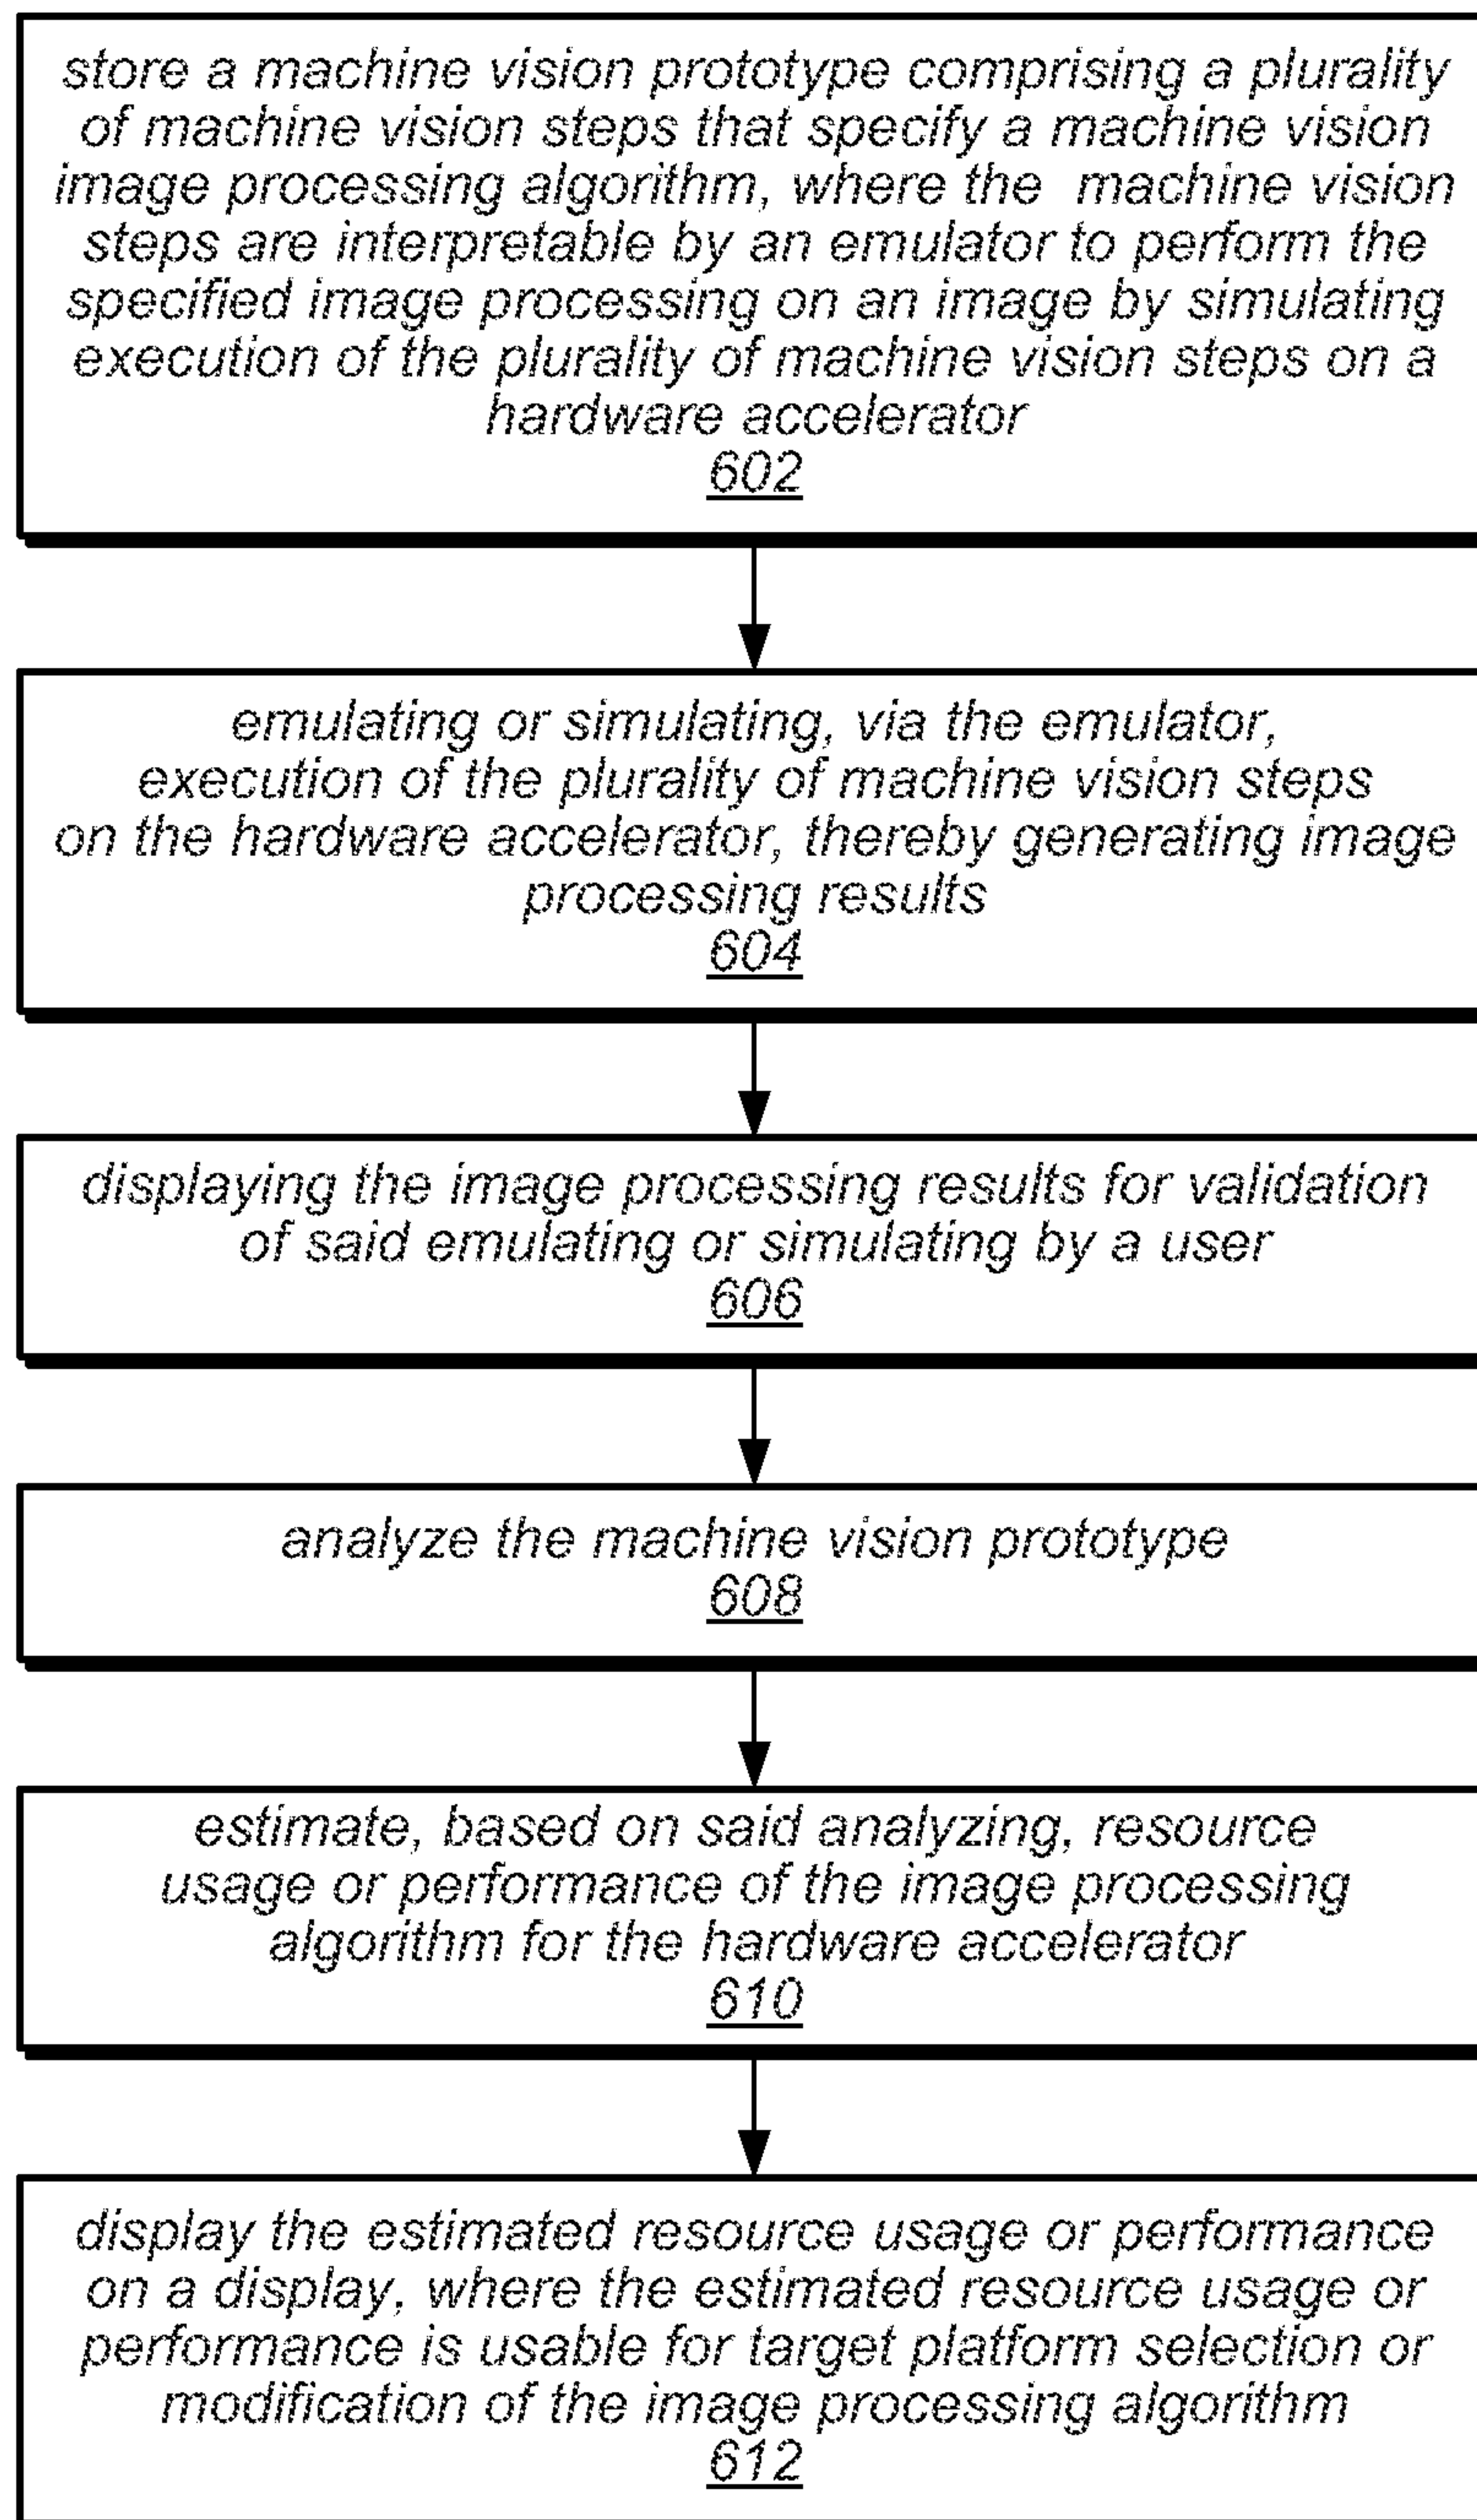 store a machine vision prototype comprising a plurality
of machine vision steps that specify a machine vision
image processing algorithm, where the machine vision
steps are interpretable by an emulator to perform the
specified image processing on an image by simulating
execution of the plurality of machine vision steps on a
hardware accelerator
602
emulating or simulating, via the emulator,
execution of the plurality of machine vision steps
on the hardware accelerator, thereby generating image
processing results
604
displaying the image processing results for validation
of said emulating or simulating by a user
606
analyze the machine vision prototype
608
estimate, based on said analyzing, resource
usage or performance of the image processing
algorithm for the hardware accelerator
610
display the estimated resource usage or performance
on a display, where the estimated resource usage or
performance is usable for target platform selection or
modification of the image processing algorithm
612